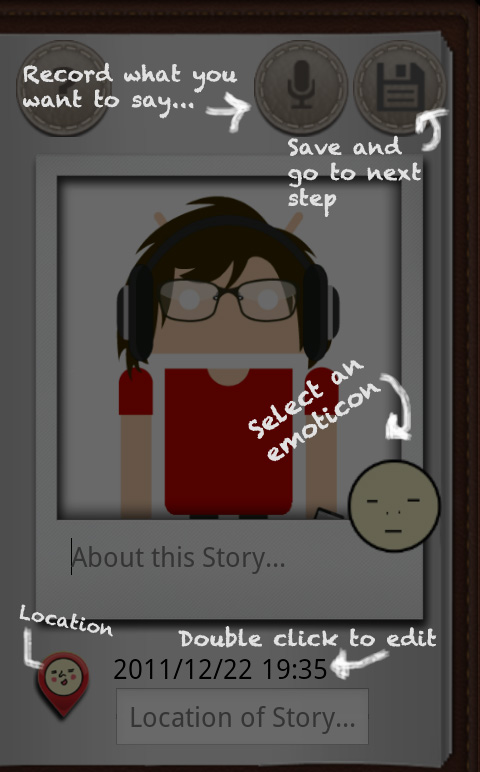 Record what you
want to say...
Save and
go to next
step
Select an
emoticon
About this Story...
Location
Double click to edit
2011/12/22 19:35
Location of Story...